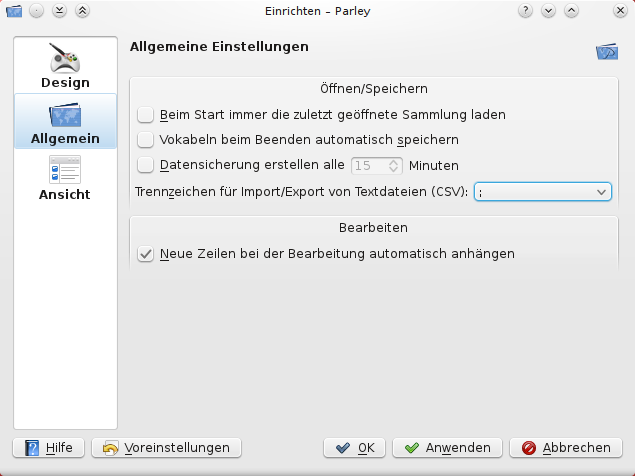 Einrichten – Parley
Design
Allgemein
Ansicht
Allgemeine Einstellungen
Öffnen/Speichern
Beim Start immer die zuletzt geöffnete Sammlung laden
Vokabeln beim Beenden automatisch speichern
Datensicherung erstellen alle 15 Minuten
Trennzeichen für Import/Export von Textdateien (CSV): ;
Bearbeiten
Neue Zeilen bei der Bearbeitung automatisch anhängen
Hilfe Voreinstellungen OK Anwenden Abbrechen